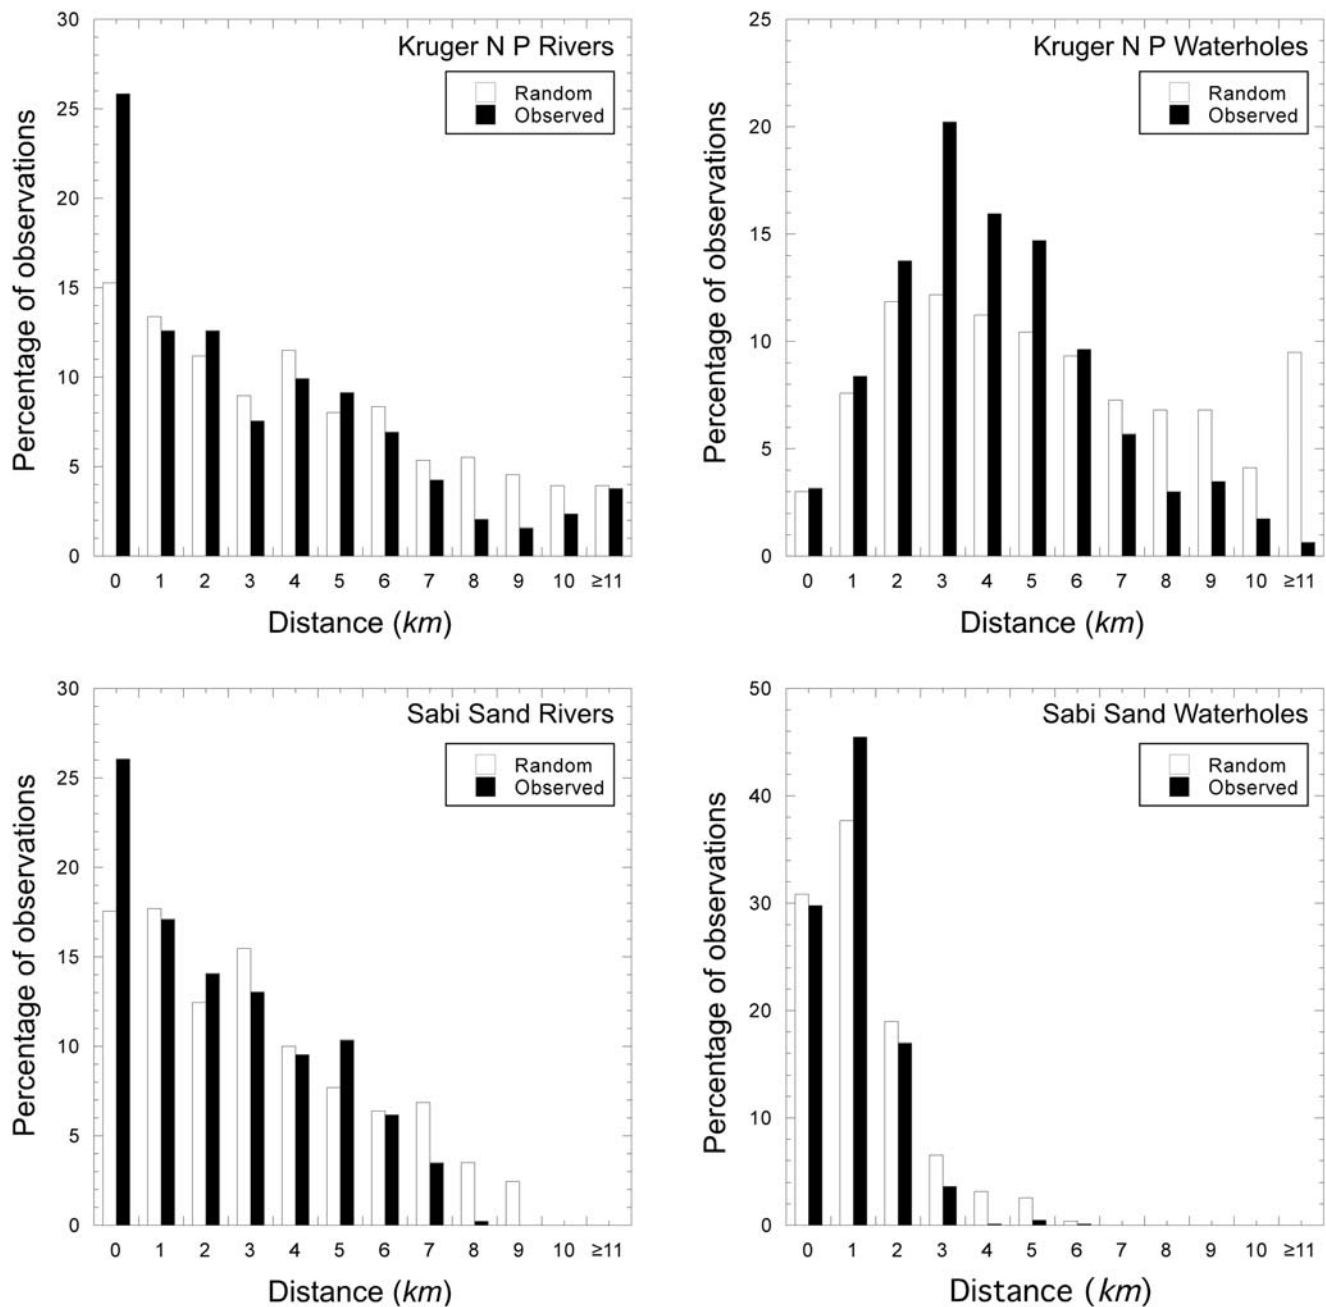 Kruger N P Rivers
Random
Observed
Percentage of observations
30
25
20
15
10
5
0
0 1 2 3 4 5 6 7 8 9 10 ≥11
Distance (km)
Kruger N P Waterholes
Random
Observed
Percentage of observations
25
20
15
10
5
0
0 1 2 3 4 5 6 7 8 9 10 ≥11
Distance (km)
Sabi Sand Rivers
Random
Observed
Percentage of observations
30
25
20
15
10
5
0
0 1 2 3 4 5 6 7 8 9 10 ≥11
Distance (km)
Sabi Sand Waterholes
Random
Observed
Percentage of observations
50
40
30
20
10
0
0 1 2 3 4 5 6 7 8 9 10 ≥11
Distance (km)